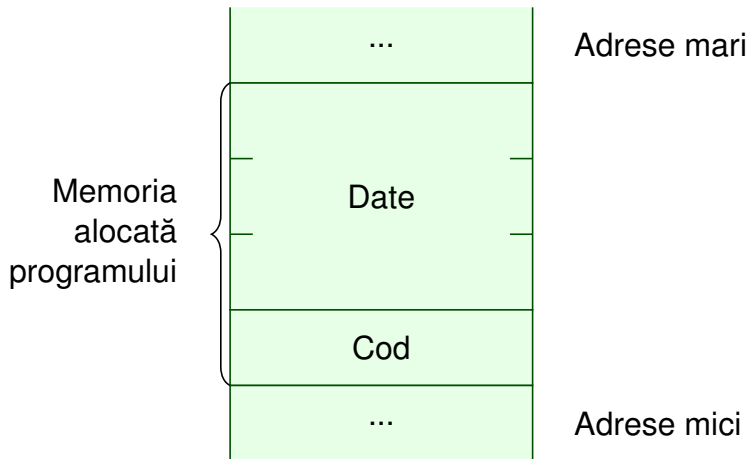 ...
Adrese mari
Memoria
alocată
programului
Date
Cod
...
Adrese mici